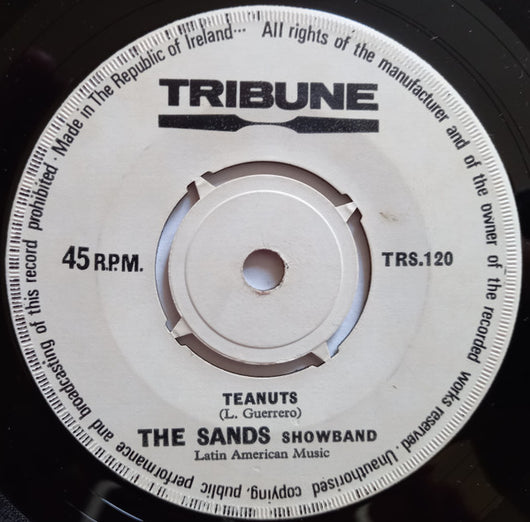 Made in The Republic of Ireland··· All rights of the manufacturer and of the owner of the recorded works reserved. Unauthorised copying, public performance and broadcasting of this record prohibited ·
TRIBUNE
45 R.P.M.
TRS.120
TEANUTS
(L. Guerrero)
THE SANDS SHOWBAND
Latin American Music